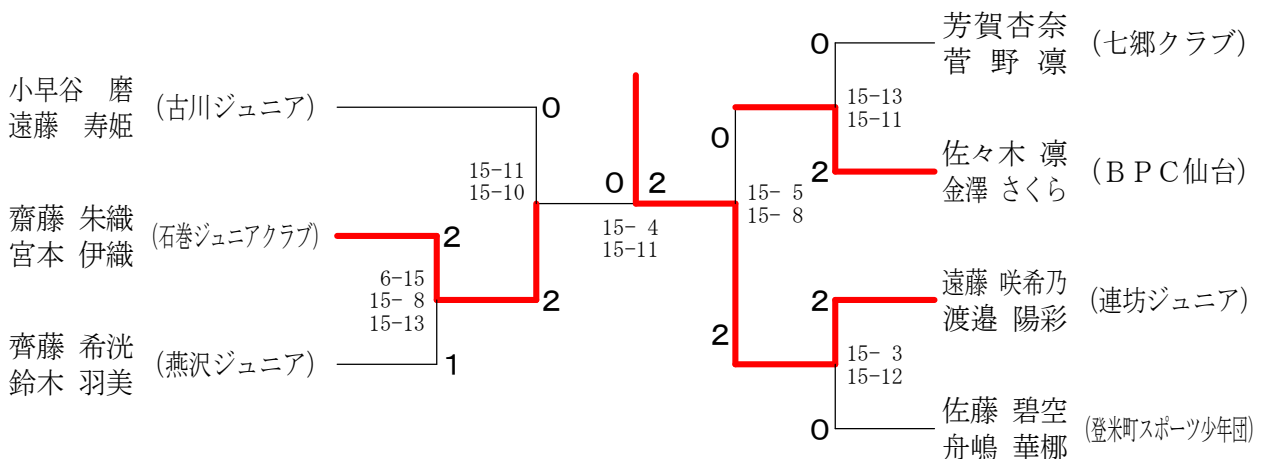 小早谷　磨
遠藤　寿姫
(古川ジュニア)
0
15-11
15-10
齋藤 朱織
宮本 伊織
(石巻ジュニアクラブ)
2
6-15
15- 8
15-13
2
齊藤 希洸
鈴木 羽美
(燕沢ジュニア)
1
0 2
15- 4
15-11
芳賀杏奈
菅 野 凛
(七郷クラブ)
0
15-13
15-11
0
佐々木 凛
金澤 さくら
(ＢＰＣ仙台)
2
15- 5
15- 8
遠藤 咲希乃
渡邉 陽彩
(連坊ジュニア)
2
2
15- 3
15-12
佐藤 碧空
舟嶋 華梛
(登米町スポーツ少年団)
0